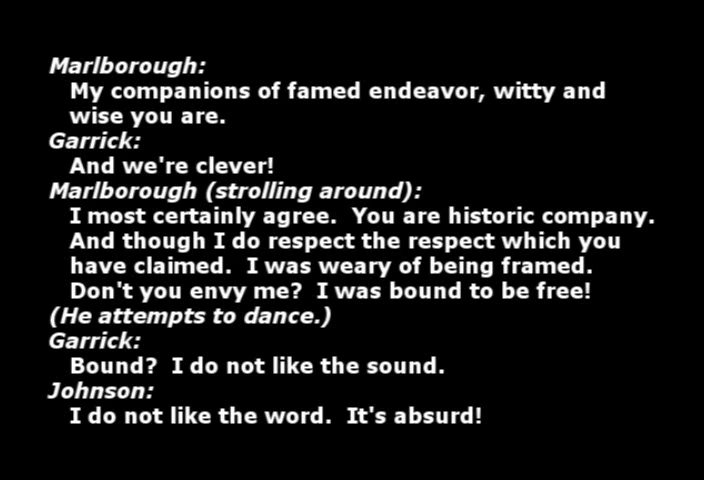 Marlborough:
My companions of famed endeavor, witty and
wise you are.
Garrick:
And we're clever!
Marlborough (strolling around):
I most certainly agree.  You are historic company.
And though I do respect the respect which you
have claimed.  I was weary of being framed.
Don't you envy me?  I was bound to be free!
(He attempts to dance.)
Garrick:
Bound?  I do not like the sound.
Johnson:
I do not like the word.  It's absurd!